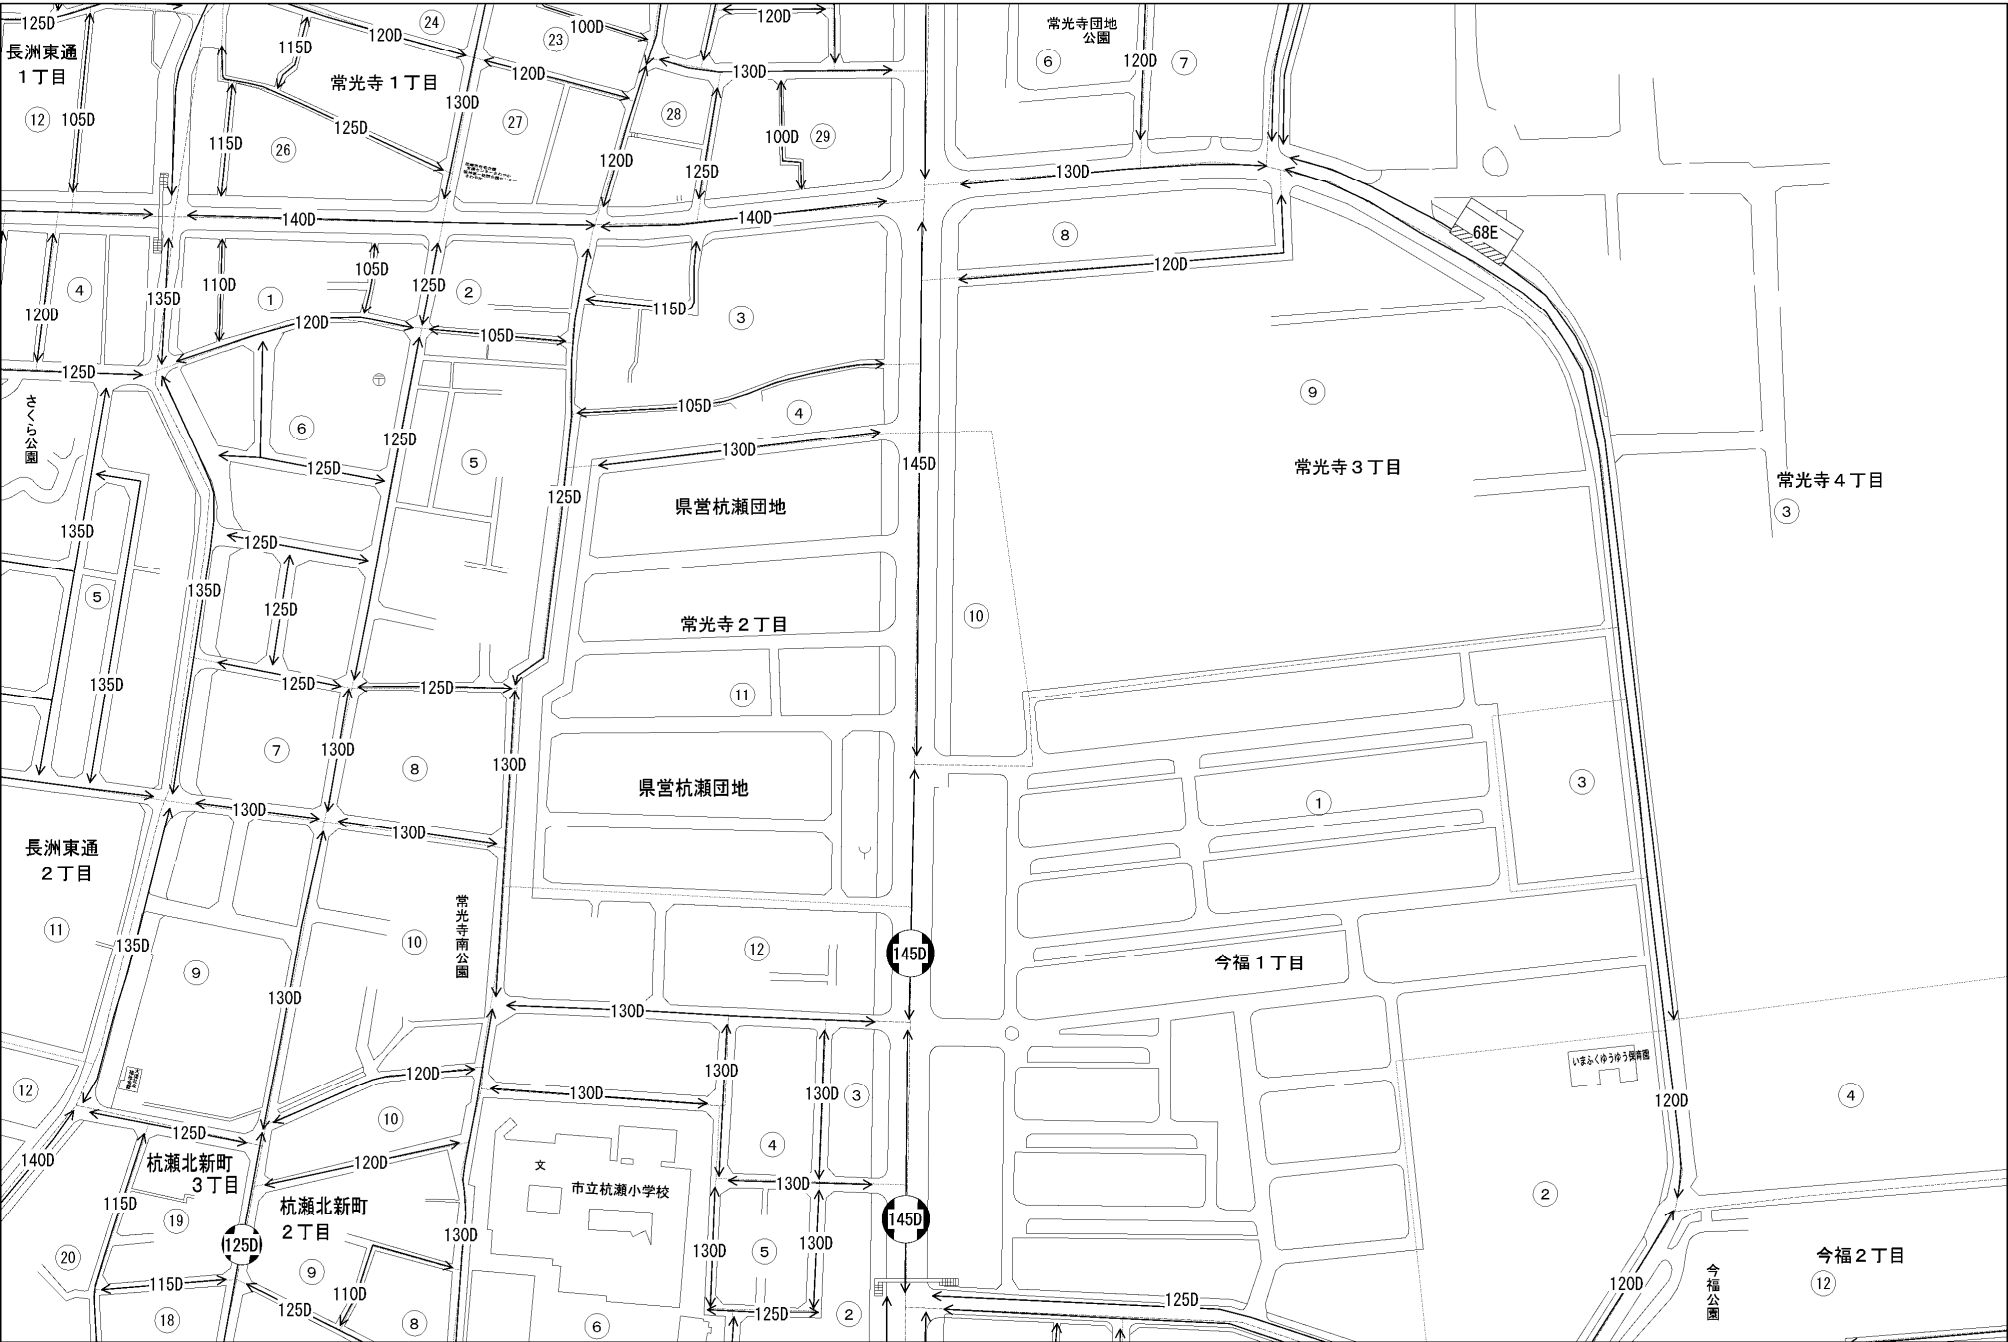 125D
24
120D
23
100D
120D
常光寺団地
公園
長洲東通
1丁目
115D
常光寺1丁目
120D
130D
6
120D
7
12
105D
130D
27
28
100D
29
125D
115D
26
120D
125D
130D
140D
140D
8
68E
4
135D
110D
1
105D
125D
2
120D
120D
120D
115D
3
105D
125D
さくら公園
6
125D
105D
4
9
130D
5
145D
常光寺3丁目
125D
常光寺4丁目
3
125D
県営杭瀬団地
135D
125D
5
135D
125D
常光寺2丁目
10
135D
125D
125D
11
7
130D
8
130D
県営杭瀬団地
3
1
130D
130D
長洲東通
2丁目
11
135D
9
10
常光寺南公園
12
145D
今福1丁目
130D
130D
12
120D
130D
130D
130D
3
いまふくゆうゆう保育園
120D
4
10
125D
4
140D
杭瀬北新町
3丁目
120D
文
市立杭瀬小学校
130D
2
115D
19
杭瀬北新町
2丁目
145D
125D
130D
130D
5
130D
20
9
今福2丁目
115D
110D
125D
今福公園
120D
12
18
8
6
125D
2
125D